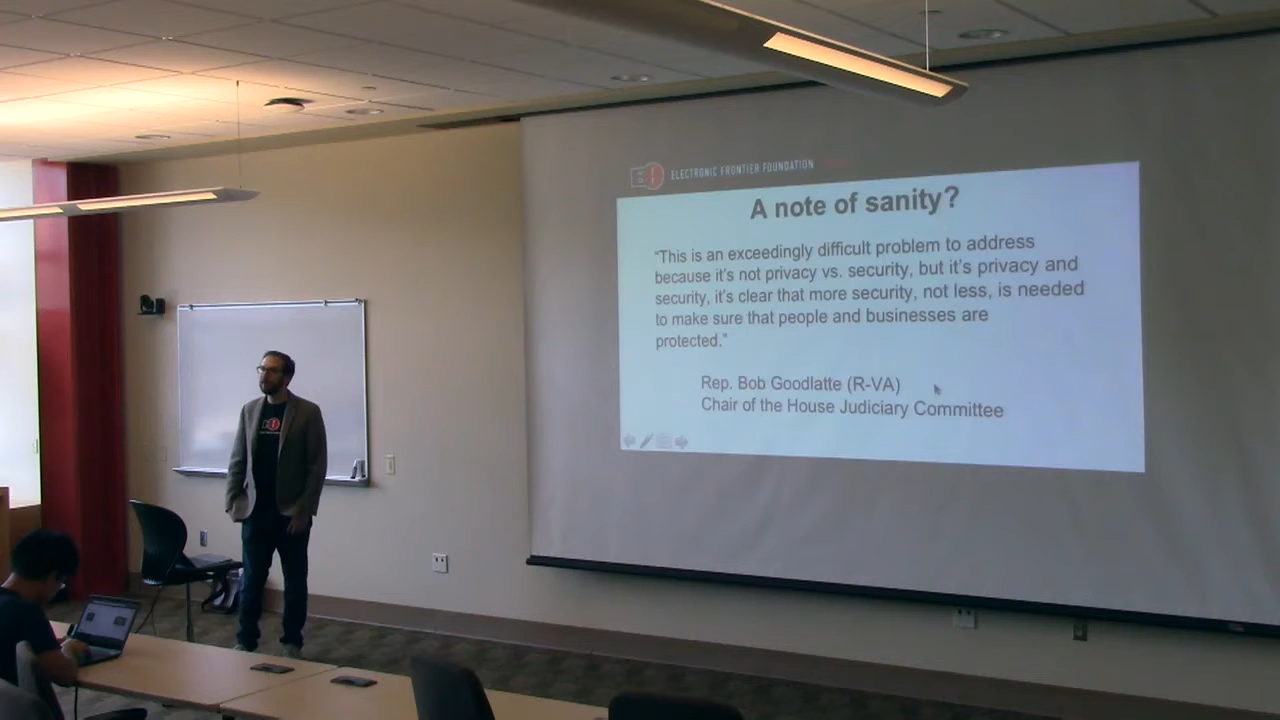 ELECTRONIC FRONTIER FOUNDATION
A note of sanity?
“This is an exceedingly difficult problem to address
because it’s not privacy vs. security, but it’s privacy and
security, it’s clear that more security, not less, is needed
to make sure that people and businesses are
protected.”
Rep. Bob Goodlatte (R-VA)
Chair of the House Judiciary Committee